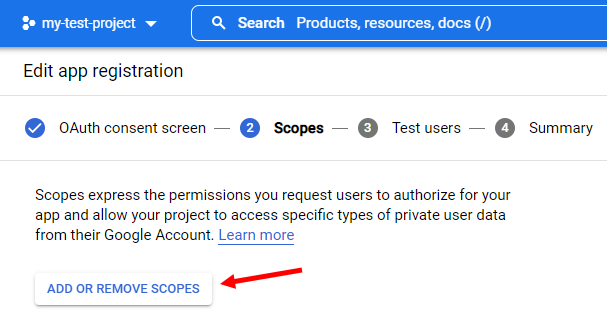 my-test-project Search Products, resources, docs (/)
Edit app registration
OAuth consent screen 2 Scopes 3 Test users 4 Summary
Scopes express the permissions you request users to authorize for your
app and allow your project to access specific types of private user data
from their Google Account. Learn more
ADD OR REMOVE SCOPES